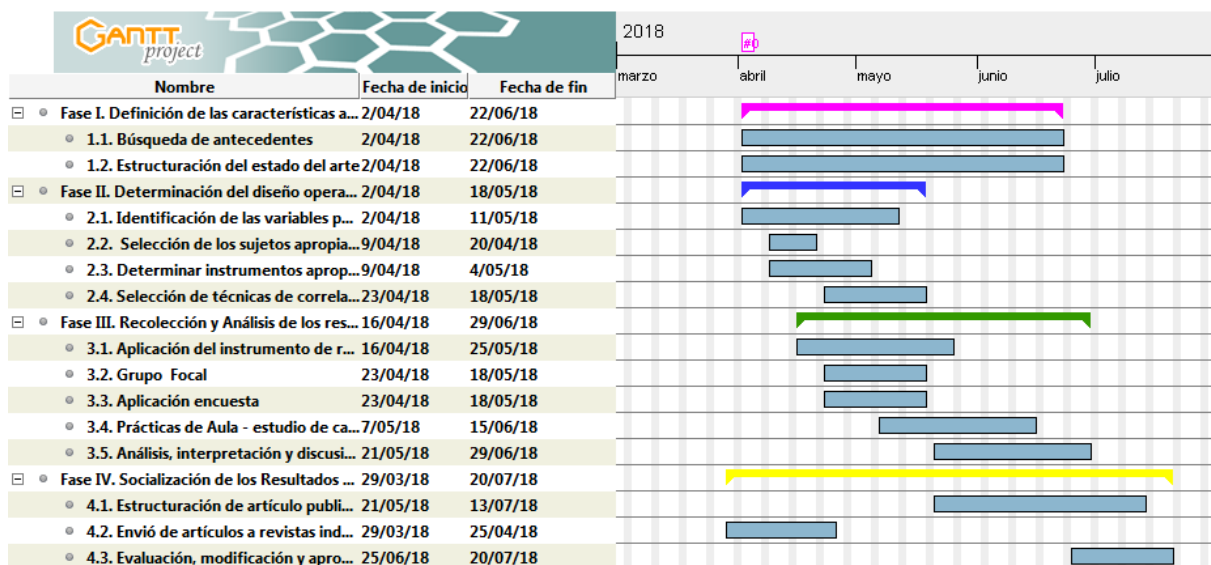 GANTT
project
2018
#0
marzo abril mayo junio julio
Nombre Fecha de inicio Fecha de fin
Fase I. Definición de las características a... 2/04/18 22/06/18
1.1. Búsqueda de antecedentes 2/04/18 22/06/18
1.2. Estructuración del estado del arte 2/04/18 22/06/18
Fase II. Determinación del diseño opera... 2/04/18 18/05/18
2.1. Identificación de las variables p... 2/04/18 11/05/18
2.2. Selección de los sujetos apropia... 9/04/18 20/04/18
2.3. Determinar instrumentos aprop... 9/04/18 4/05/18
2.4. Selección de técnicas de correla... 23/04/18 18/05/18
Fase III. Recolección y Análisis de los res... 16/04/18 29/06/18
3.1. Aplicación del instrumento de r... 16/04/18 25/05/18
3.2. Grupo Focal 23/04/18 18/05/18
3.3. Aplicación encuesta 23/04/18 18/05/18
3.4. Prácticas de Aula - estudio de ca... 7/05/18 15/06/18
3.5. Análisis, interpretación y discusi... 21/05/18 29/06/18
Fase IV. Socialización de los Resultados ... 29/03/18 20/07/18
4.1. Estructuración de artículo publi... 21/05/18 13/07/18
4.2. Envió de artículos a revistas ind... 29/03/18 25/04/18
4.3. Evaluación, modificación y apro... 25/06/18 20/07/18